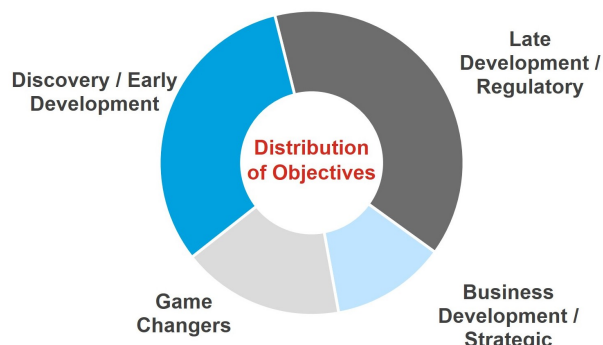 Late
Development /
Regulatory
Discovery / Early
Development
Distribution
of Objectives
Game
Changers
Business
Development /
Strategic